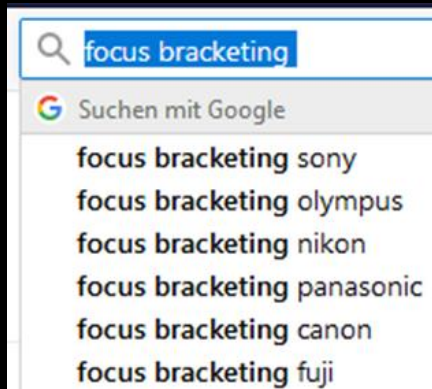 focus bracketing
Suchen mit Google
focus bracketing sony
focus bracketing olympus
focus bracketing nikon
focus bracketing panasonic
focus bracketing canon
focus bracketing fuji